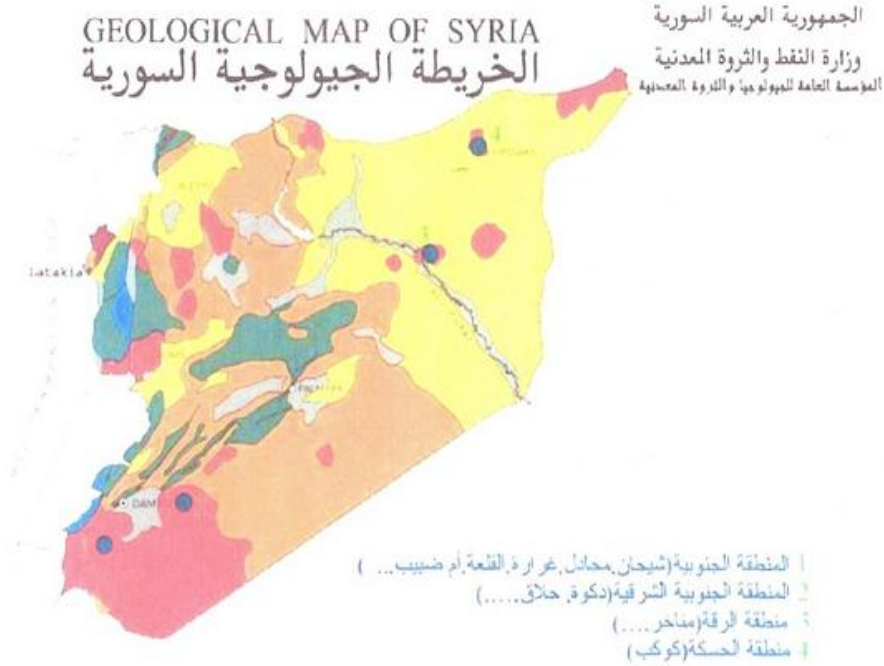 GEOLOGICAL MAP OF SYRIA
الخريطة الجيولوجية السورية
الجمهورية العربية السورية
وزارة النفط والثروة المعدنية
المؤسسة العامة للجيولوجيا والثروة المعدنية
Latakia
DAM
1 المنطقة الجنوبية(شيحان,محادل,غرارة,القلعة,أم ضبيب... )
2 المنطقة الجنوبية الشرقية(دكوة, حلاق,.....)
3 منطقة الرقة(مناخر....)
4 منطقة الحسكة(كوكب)